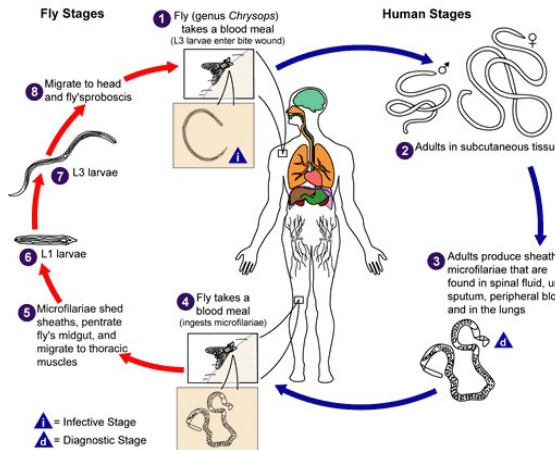 Fly Stages
Human Stages
1 Fly (genus Chrysops)
takes a blood meal
(L3 larvae enter bite wound)
i
♂
♀
2 Adults in subcutaneous tissu
3 Adults produce sheath
microfilariae that are
found in spinal fluid, u
sputum, peripheral blo
and in the lungs
d
4 Fly takes a
blood meal
(ingests microfilariae)
5 Microfilariae shed
sheaths, pentrate
fly's midgut, and
migrate to thoracic
muscles
6 L1 larvae
7 L3 larvae
8 Migrate to head
and fly'sproboscis
i = Infective Stage
d = Diagnostic Stage